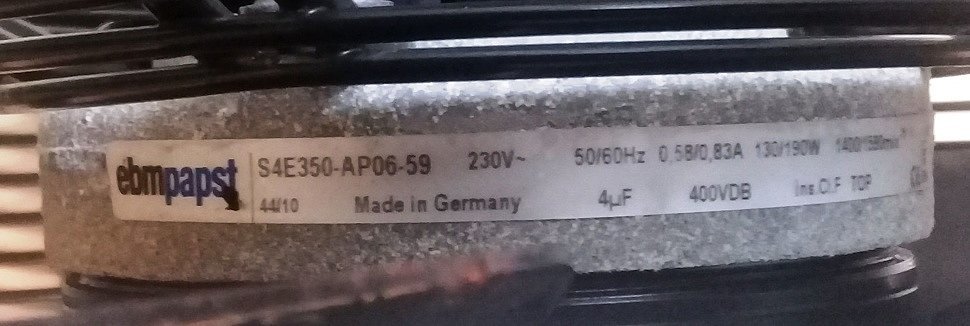 ebmpapst
S4E350-AP06-59 230V~ 50/60Hz 0,58/0,83A 130/190W
44/10 Made in Germany 4µF 400VDB Ins.Cl.F TOP